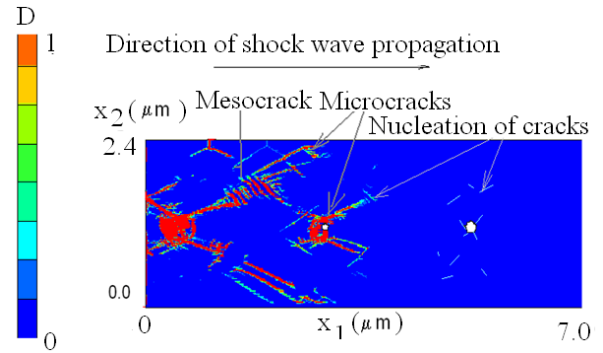 D
1
Direction of shock wave propagation
Mesocrack Microcracks
x2(μm)
Nucleation of cracks
2.4
0.0
0
0
x1(μm)
7.0